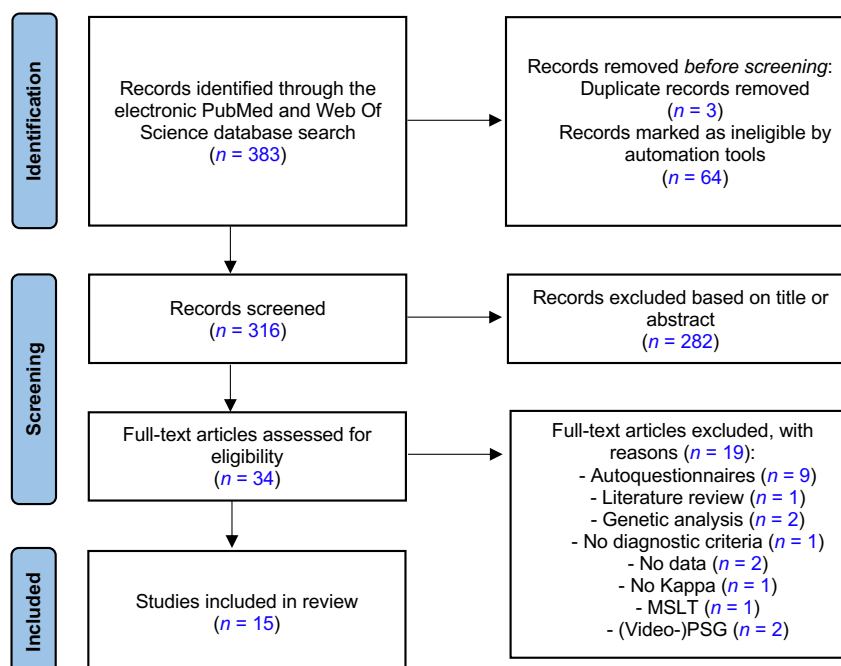 Identification
Records identified through the
electronic PubMed and Web Of
Science database search
(n = 383)
Records removed before screening:
Duplicate records removed
(n = 3)
Records marked as ineligible by
automation tools
(n = 64)
Screening
Records screened
(n = 316)
Records excluded based on title or
abstract
(n = 282)
Full-text articles assessed for
eligibility
(n = 34)
Full-text articles excluded, with
reasons (n = 19):
- Autoquestionnaires (n = 9)
- Literature review (n = 1)
- Genetic analysis (n = 2)
- No diagnostic criteria (n = 1)
- No data (n = 2)
- No Kappa (n = 1)
- MSLT (n = 1)
- (Video-)PSG (n = 2)
Included
Studies included in review
(n = 15)